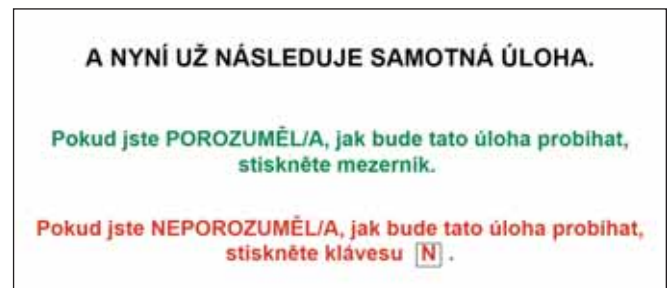 A NYNÍ UŽ NÁSLEDUJE SAMOTNÁ ÚLOHA.
Pokud jste POROZUMĚL/A, jak bude tato úloha probíhat,
stiskněte mezerník.
Pokud jste NEPOROZUMĚL/A, jak bude tato úloha probíhat,
stiskněte klávesu N .